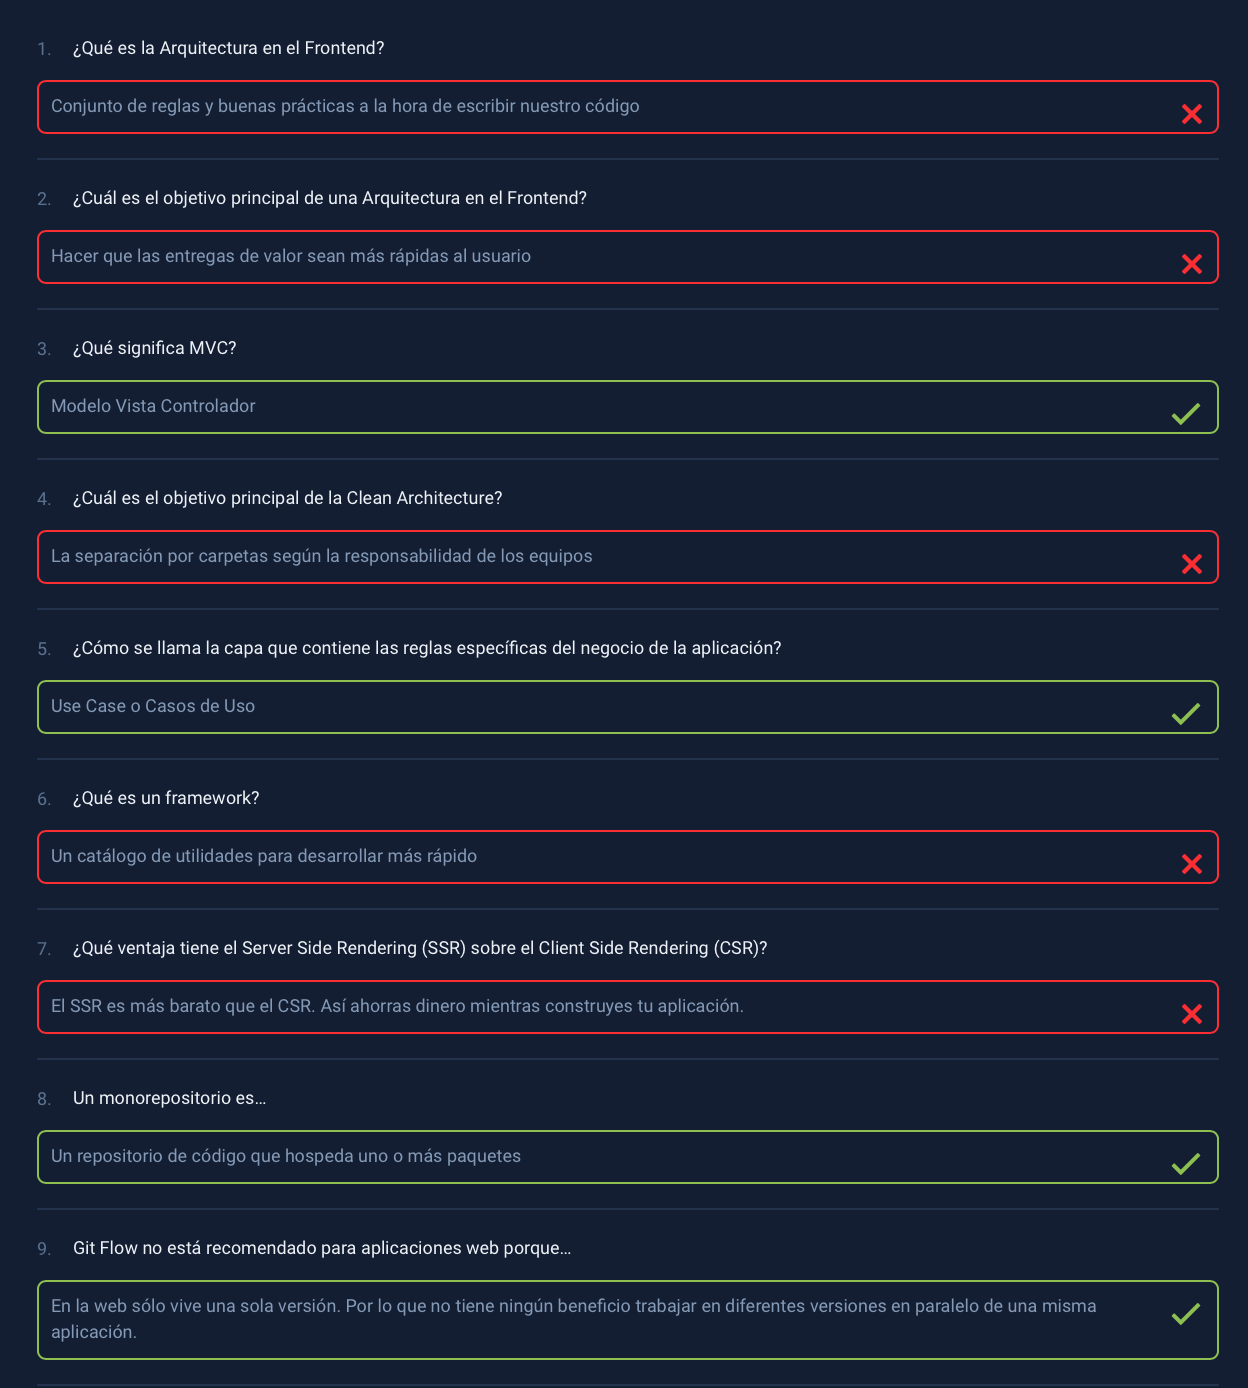 1. ¿Qué es la Arquitectura en el Frontend?
Conjunto de reglas y buenas prácticas a la hora de escribir nuestro código
2. ¿Cuál es el objetivo principal de una Arquitectura en el Frontend?
Hacer que las entregas de valor sean más rápidas al usuario
3. ¿Qué significa MVC?
Modelo Vista Controlador
4. ¿Cuál es el objetivo principal de la Clean Architecture?
La separación por carpetas según la responsabilidad de los equipos
5. ¿Cómo se llama la capa que contiene las reglas específicas del negocio de la aplicación?
Use Case o Casos de Uso
6. ¿Qué es un framework?
Un catálogo de utilidades para desarrollar más rápido
7. ¿Qué ventaja tiene el Server Side Rendering (SSR) sobre el Client Side Rendering (CSR)?
El SSR es más barato que el CSR. Así ahorras dinero mientras construyes tu aplicación.
8. Un monorepositorio es...
Un repositorio de código que hospeda uno o más paquetes
9. Git Flow no está recomendado para aplicaciones web porque...
En la web sólo vive una sola versión. Por lo que no tiene ningún beneficio trabajar en diferentes versiones en paralelo de una misma
aplicación.